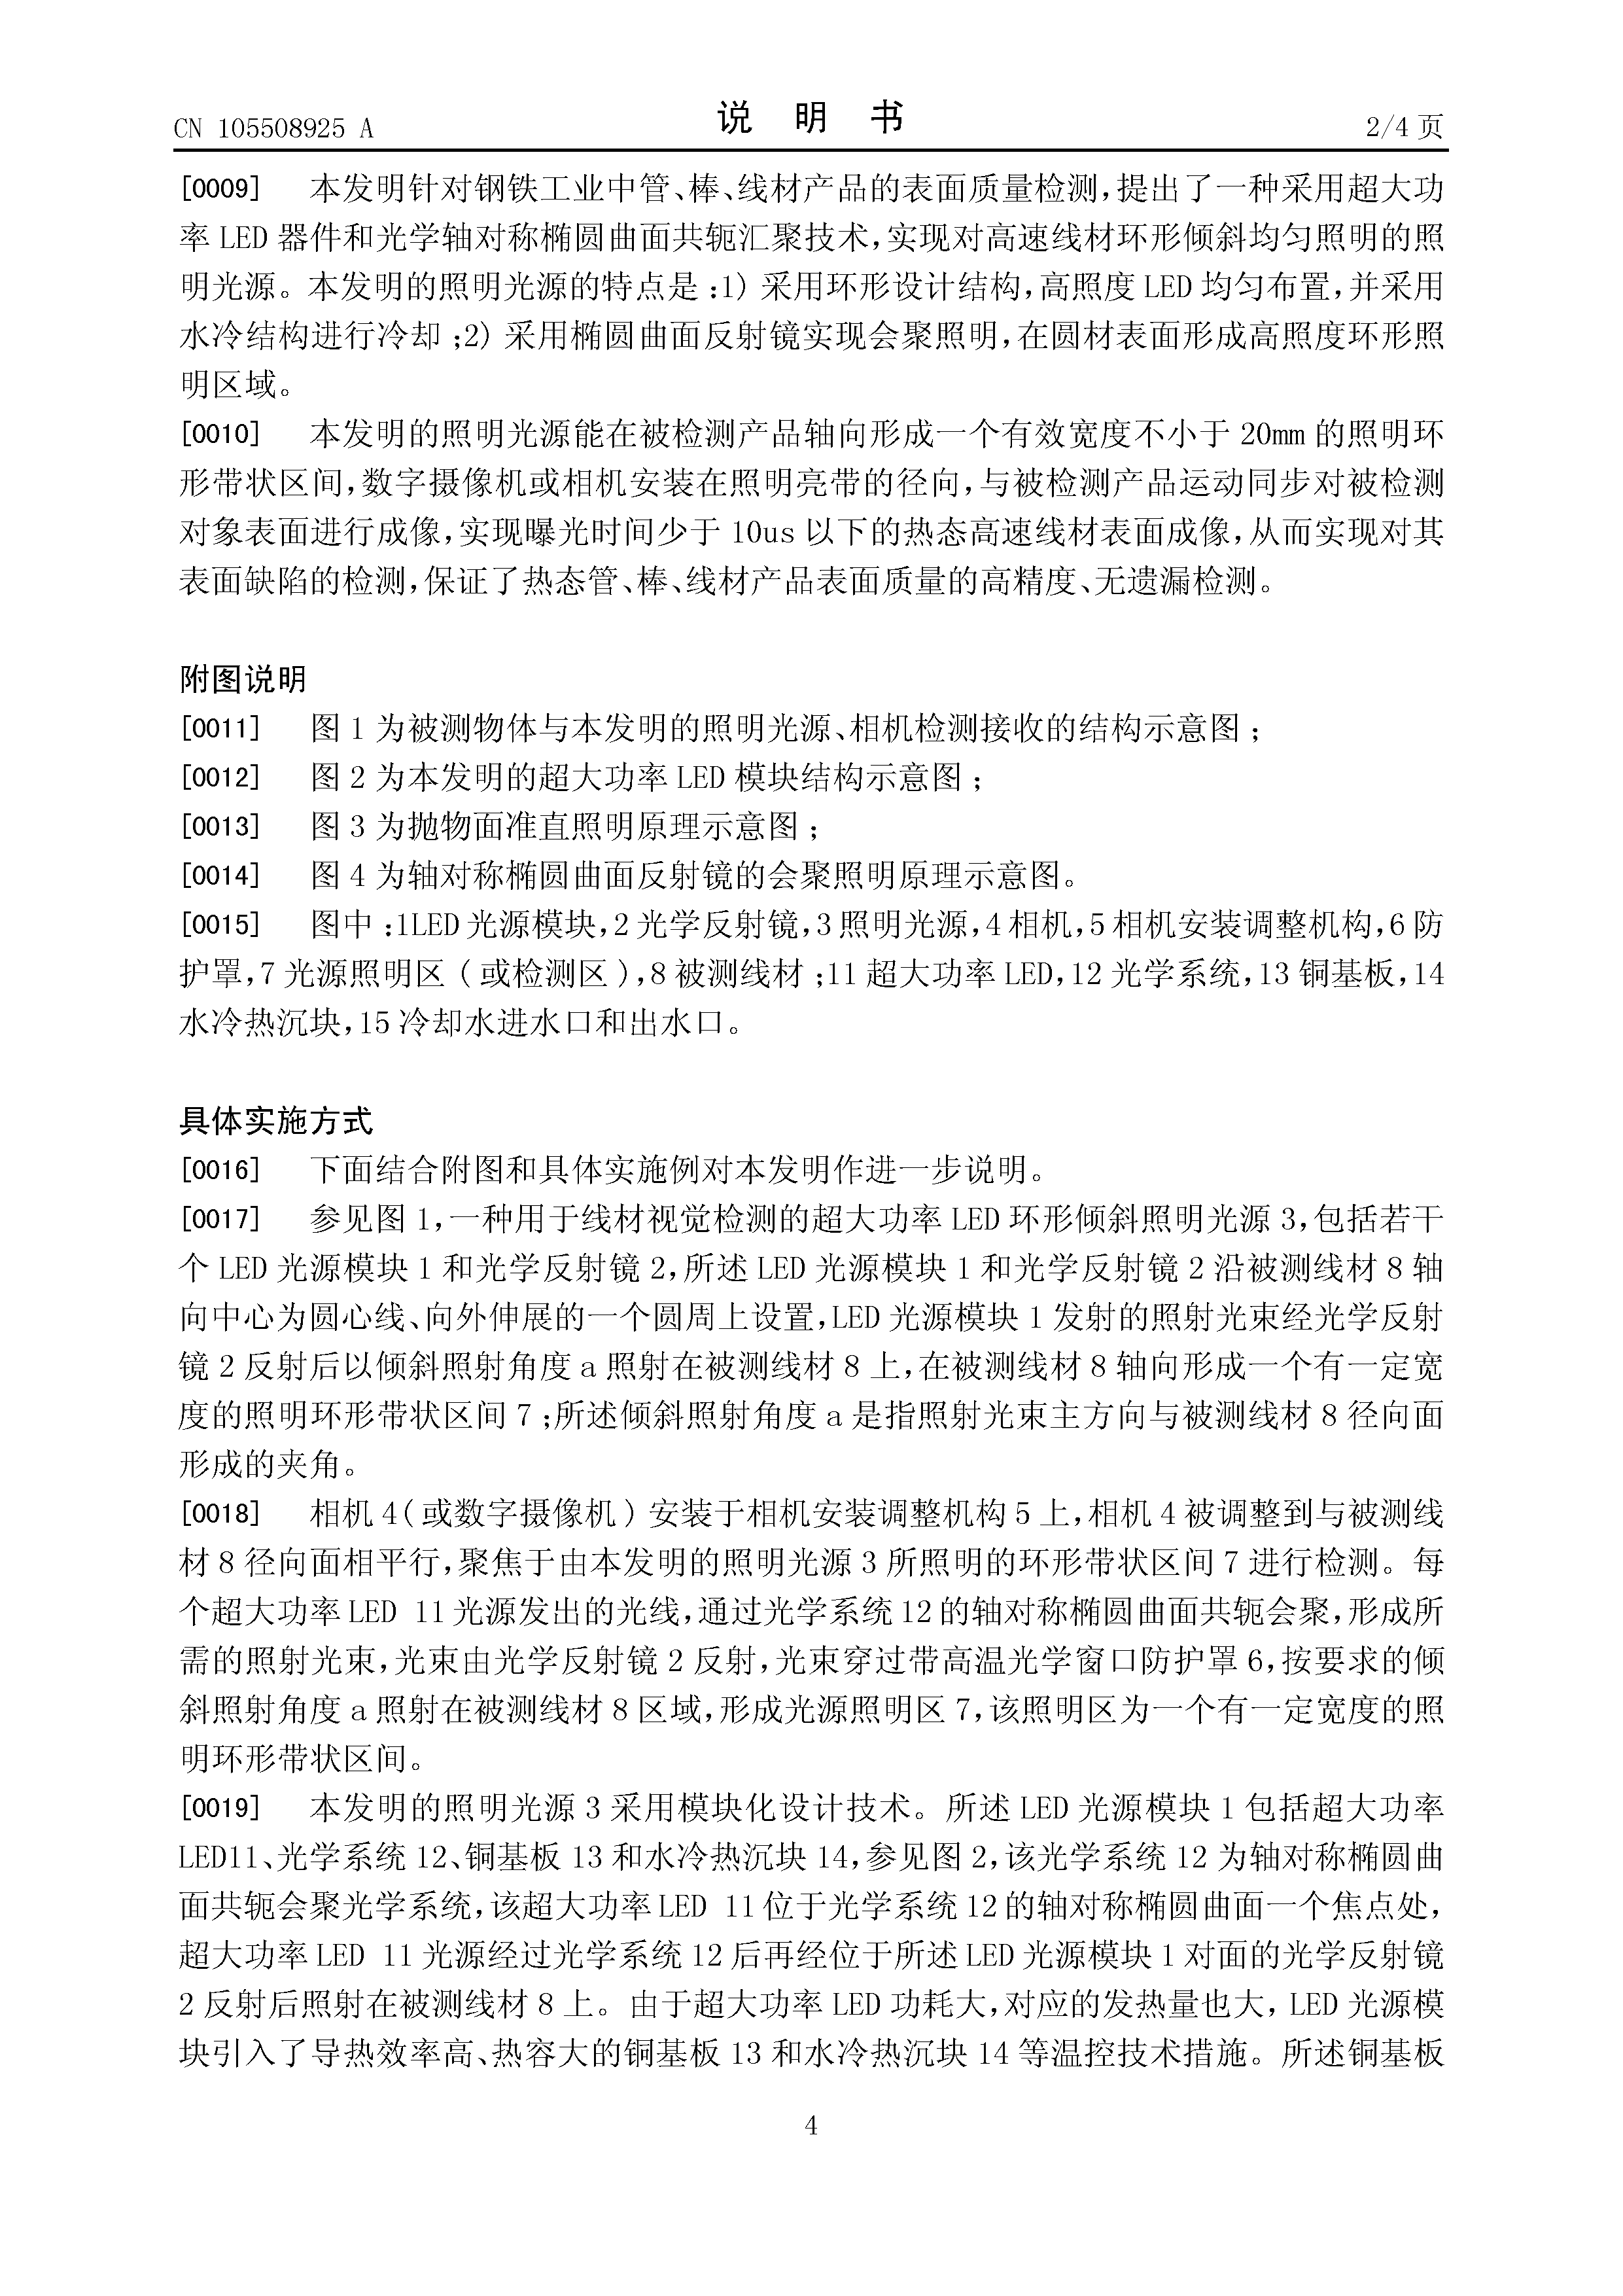 CN 105508925 A
说 明 书
2/4 页
[0009] 本发明针对钢铁工业中管、棒、线材产品的表面质量检测,提出了一种采用超大功
率 LED 器件和光学轴对称椭圆曲面共轭汇聚技术,实现对高速线材环形倾斜均匀照明的照
明光源。本发明的照明光源的特点是:1) 采用环形设计结构,高照度 LED 均匀布置,并采用
水冷结构进行冷却;2) 采用椭圆曲面反射镜实现会聚照明,在圆材表面形成高照度环形照
明区域。
[0010] 本发明的照明光源能在被检测产品轴向形成一个有效宽度不小于 20mm 的照明环
形带状区间,数字摄像机或相机安装在照明亮带的径向,与被检测产品运动同步对被检测
对象表面进行成像,实现曝光时间少于 10us 以下的热态高速线材表面成像,从而实现对其
表面缺陷的检测,保证了热态管、棒、线材产品表面质量的高精度、无遗漏检测。
附图说明
[0011] 图 1 为被测物体与本发明的照明光源、相机检测接收的结构示意图;
[0012] 图 2 为本发明的超大功率 LED 模块结构示意图;
[0013] 图 3 为抛物面准直照明原理示意图;
[0014] 图 4 为轴对称椭圆曲面反射镜的会聚照明原理示意图。
[0015] 图中:1LED 光源模块,2 光学反射镜,3 照明光源,4 相机,5 相机安装调整机构,6 防
护罩,7 光源照明区(或检测区),8 被测线材;11 超大功率 LED,12 光学系统,13 铜基板,14
水冷热沉块,15 冷却水进水口和出水口。
具体实施方式
[0016] 下面结合附图和具体实施例对本发明作进一步说明。
[0017] 参见图 1,一种用于线材视觉检测的超大功率 LED 环形倾斜照明光源 3,包括若干
个 LED 光源模块 1 和光学反射镜 2,所述 LED 光源模块 1 和光学反射镜 2 沿被测线材 8 轴
向中心为圆心线、向外伸展的一个圆周上设置,LED 光源模块 1 发射的照射光束经光学反射
镜 2 反射后以倾斜照射角度 a 照射在被测线材 8 上,在被测线材 8 轴向形成一个有一定宽
度的照明环形带状区间 7;所述倾斜照射角度 a 是指照射光束主方向与被测线材 8 径向面
形成的夹角。
[0018] 相机 4(或数字摄像机) 安装于相机安装调整机构 5 上,相机 4 被调整到与被测线
材 8 径向面相平行,聚焦于由本发明的照明光源 3 所照明的环形带状区间 7 进行检测。每
个超大功率 LED 11 光源发出的光线,通过光学系统 12 的轴对称椭圆曲面共轭会聚,形成所
需的照射光束,光束由光学反射镜 2 反射,光束穿过带高温光学窗口防护罩 6,按要求的倾
斜照射角度 a 照射在被测线材 8 区域,形成光源照明区 7,该照明区为一个有一定宽度的照
明环形带状区间。
[0019] 本发明的照明光源 3 采用模块化设计技术。所述 LED 光源模块 1 包括超大功率
LED11、光学系统 12、铜基板 13 和水冷热沉块 14,参见图 2,该光学系统 12 为轴对称椭圆曲
面共轭会聚光学系统,该超大功率 LED 11 位于光学系统 12 的轴对称椭圆曲面一个焦点处,
超大功率 LED 11 光源经过光学系统 12 后再经位于所述 LED 光源模块 1 对面的光学反射镜
2 反射后照射在被测线材 8 上。由于超大功率 LED 功耗大,对应的发热量也大, LED 光源模
块引入了导热效率高、热容大的铜基板 13 和水冷热沉块 14 等温控技术措施。所述铜基板
4